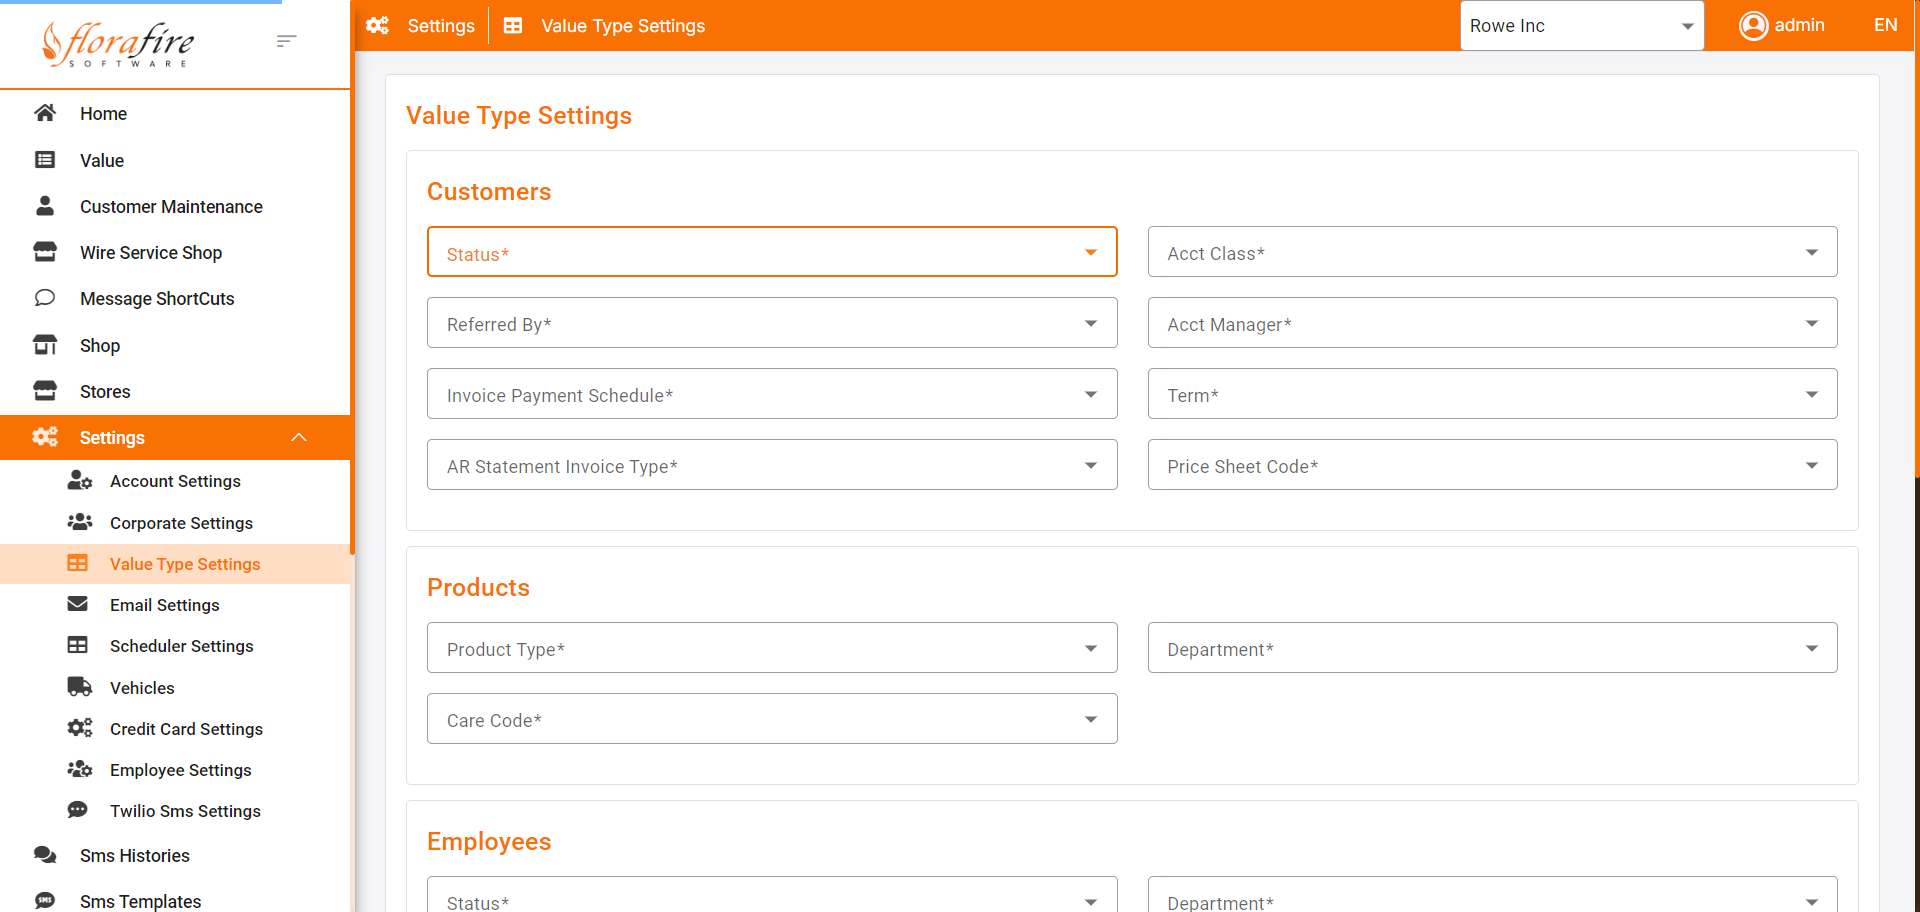 florafire
SOFTWARE
Settings
Value Type Settings
Rowe Inc
admin
EN
Home
Value
Customer Maintenance
Wire Service Shop
Message ShortCuts
Shop
Stores
Settings
Account Settings
Corporate Settings
Value Type Settings
Email Settings
Scheduler Settings
Vehicles
Credit Card Settings
Employee Settings
Twilio Sms Settings
Sms Histories
SMS
Sms Templates
Value Type Settings
Customers
Status*
Acct Class*
Referred By*
Acct Manager*
Invoice Payment Schedule*
Term*
AR Statement Invoice Type*
Price Sheet Code*
Products
Product Type*
Department*
Care Code*
Employees
Status*
Department*